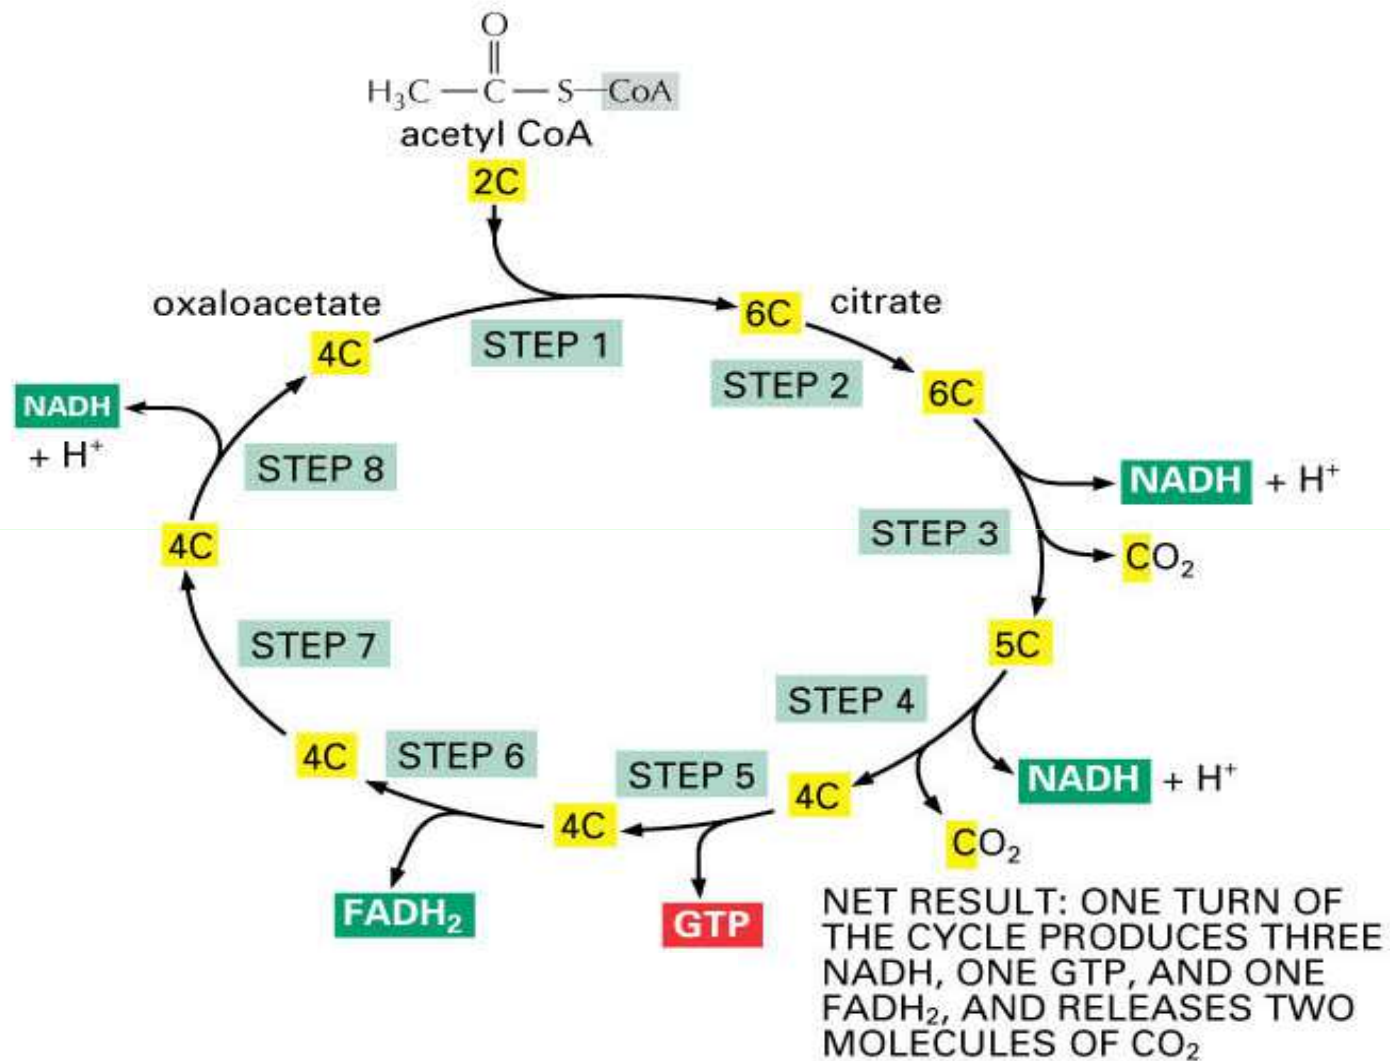 O
H₃C — C — S — CoA
acetyl CoA
2C
oxaloacetate
4C
STEP 1
6C
citrate
STEP 2
6C
NADH
+ H⁺
STEP 8
NADH + H⁺
STEP 3
CO₂
4C
5C
STEP 7
STEP 4
4C
STEP 6
STEP 5
4C
NADH + H⁺
4C
CO₂
FADH₂
GTP
NET RESULT: ONE TURN OF
THE CYCLE PRODUCES THREE
NADH, ONE GTP, AND ONE
FADH₂, AND RELEASES TWO
MOLECULES OF CO₂